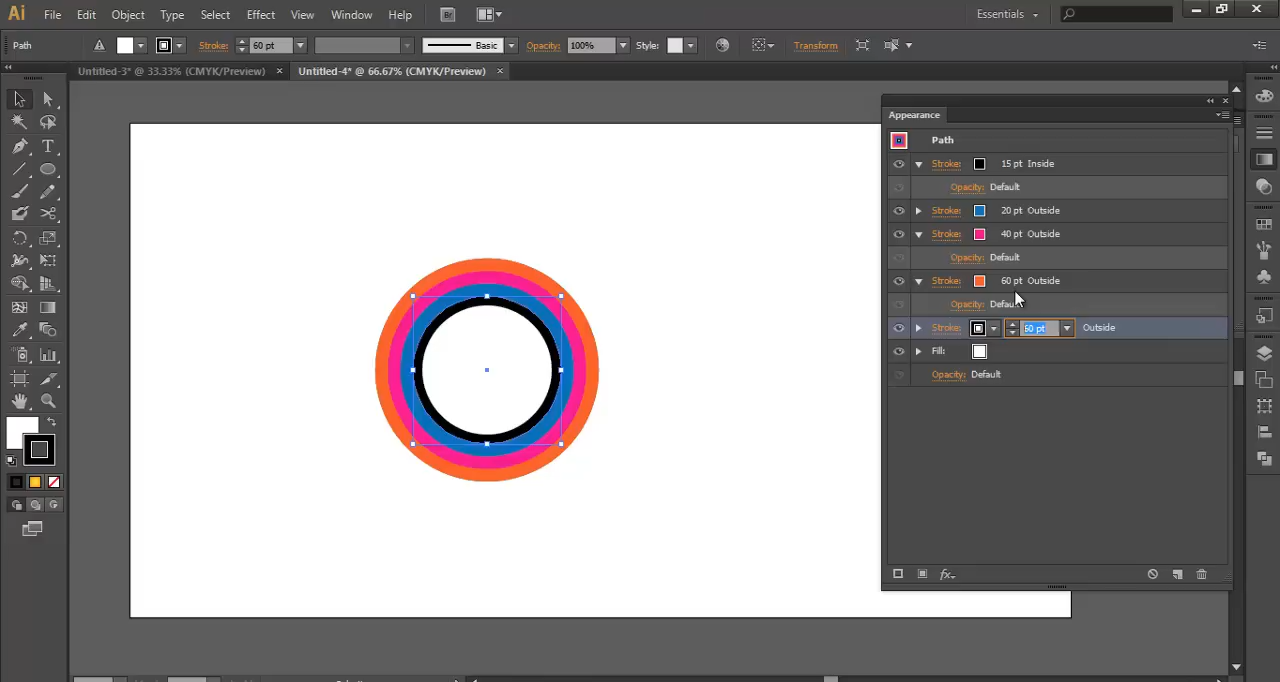 Ai File Edit Object Type Select Effect View Window Help Br Essentials
Path Stroke: 60 pt Basic Opacity: 100% Style: Transform
Untitled-3* @ 33.33% (CMYK/Preview) × Untitled-4* @ 66.67% (CMYK/Preview) ×
Appearance
Path
Stroke: 15 pt Inside
Opacity: Default
Stroke: 20 pt Outside
Stroke: 40 pt Outside
Opacity: Default
Stroke: 60 pt Outside
Opacity: Default
Stroke: 60 pt Outside
Fill:
Opacity: Default
fx